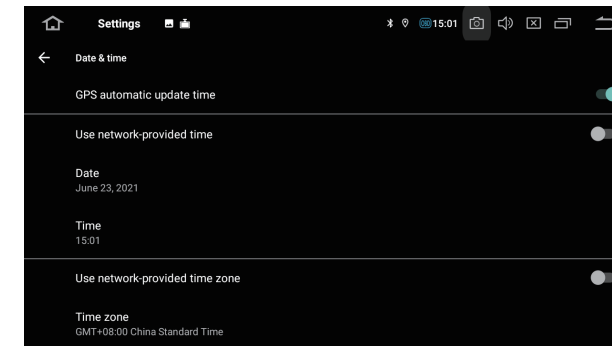 Settings
15:01
Date & time
GPS automatic update time
Use network-provided time
Date
June 23, 2021
Time
15:01
Use network-provided time zone
Time zone
GMT+08:00 China Standard Time